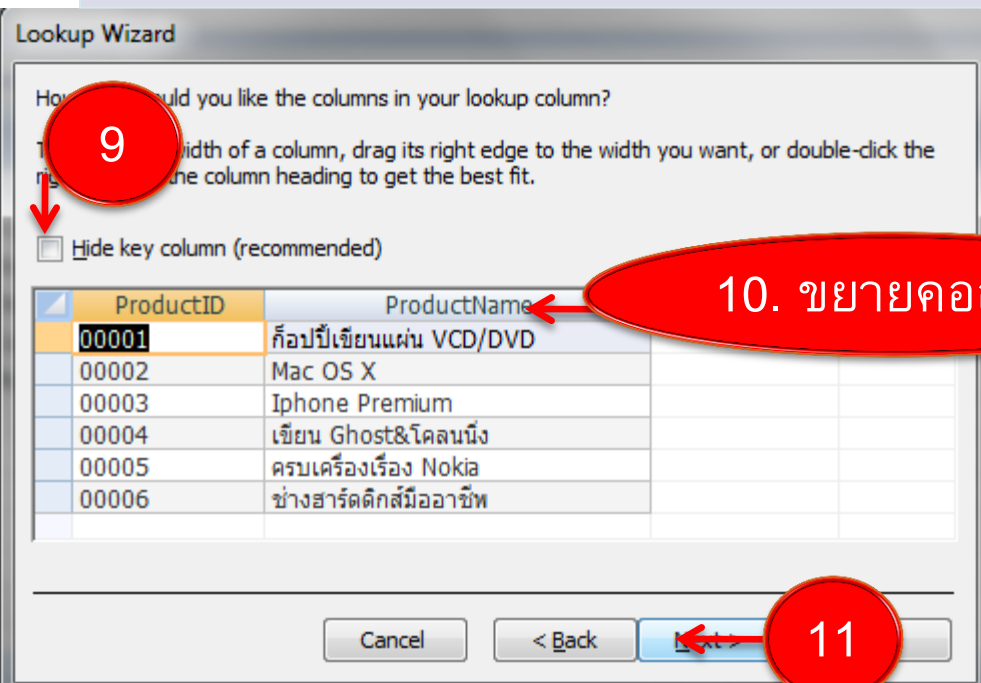 Lookup Wizard
like the columns in your lookup column?
9
of a column, drag its right edge to the width you want, or double-click the
column heading to get the best fit.
Hide key column (recommended)
10. ขยายคอ
ProductID ProductName
00001 ก็อปปี้เขียนแผ่น VCD/DVD
00002 Mac OS X
00003 Iphone Premium
00004 เขียน Ghost&โคลนนิ่ง
00005 ครบเครื่องเรื่อง Nokia
00006 ช่างฮาร์ดดิกส์มืออาชีพ
Cancel < Back Next > 11